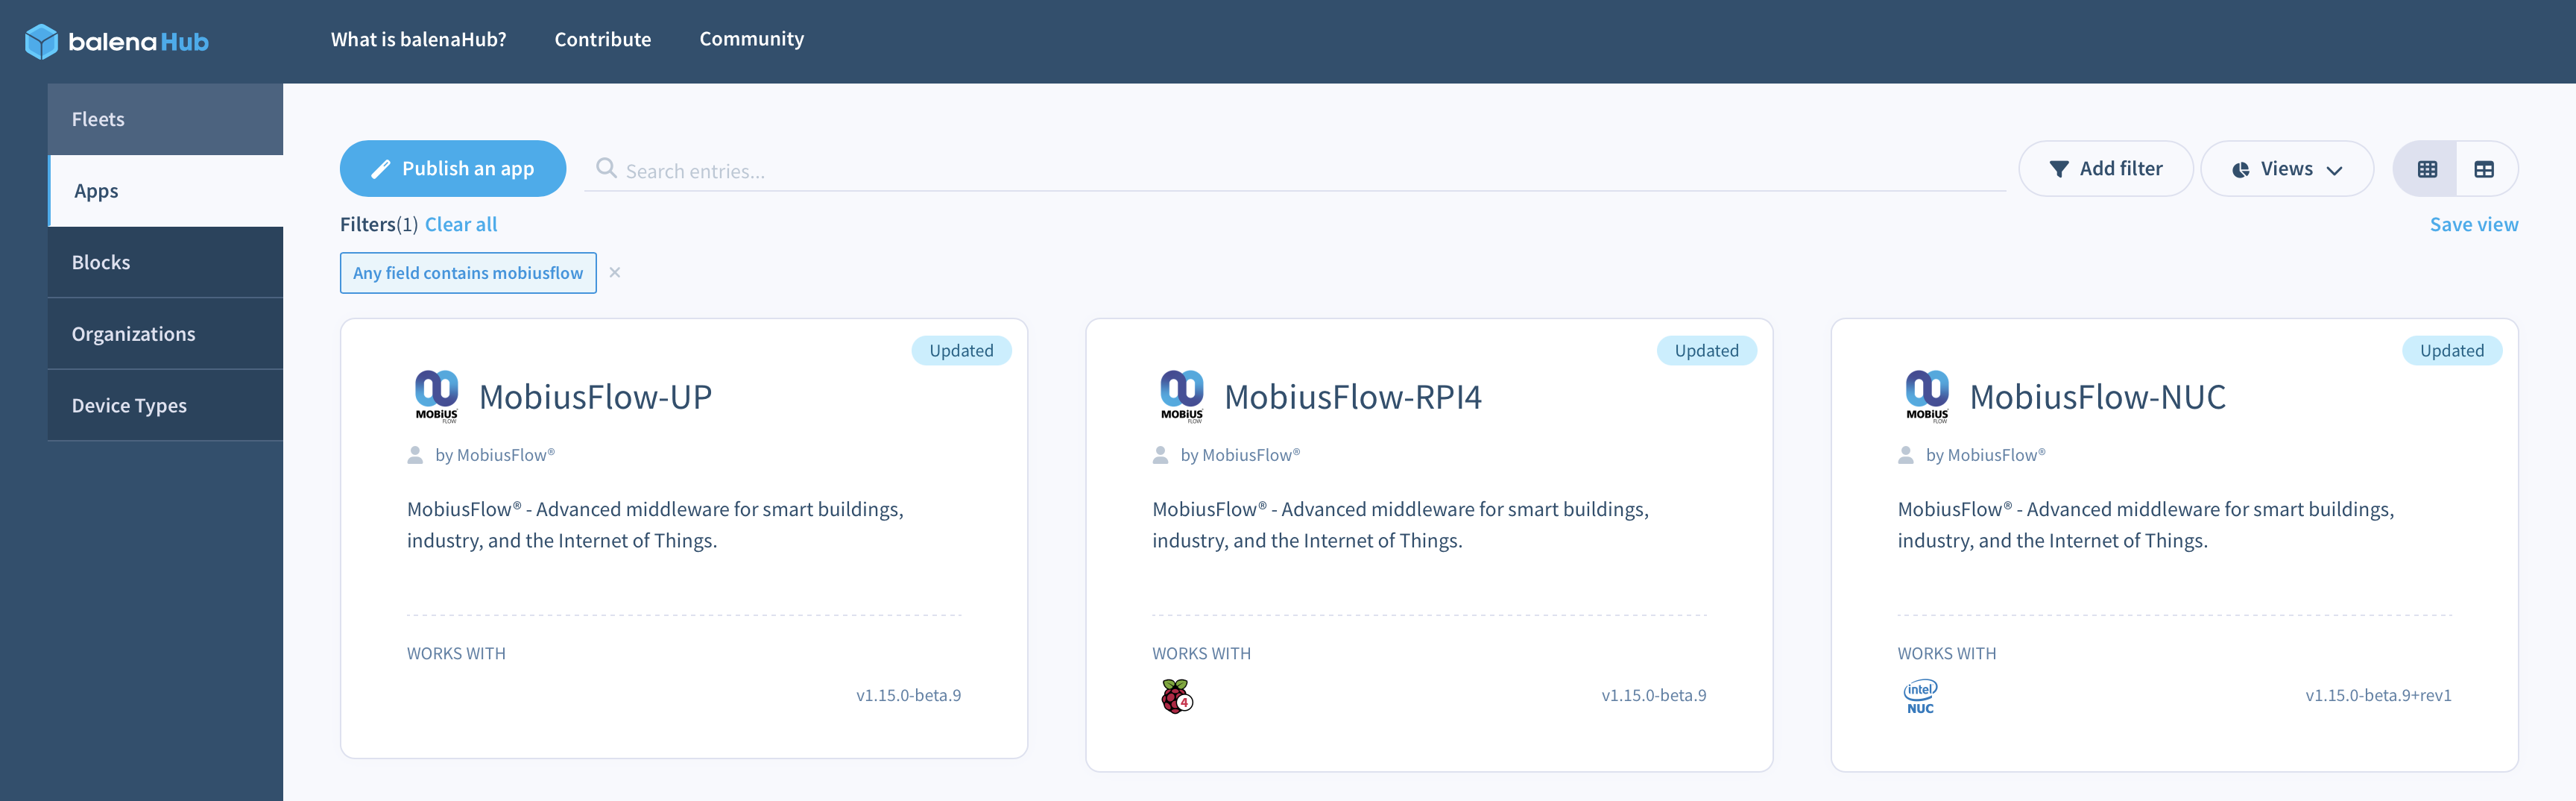 balenaHub
What is balenaHub?
Contribute
Community
Fleets
Apps
Blocks
Organizations
Device Types
Publish an app
Search entries...
Add filter
Views
Filters(1) Clear all
Save view
Any field contains mobiusflow ×
Updated
MOBiUS
FLOW
MobiusFlow-UP
by MobiusFlow®
MobiusFlow® - Advanced middleware for smart buildings,
industry, and the Internet of Things.
WORKS WITH
v1.15.0-beta.9
Updated
MOBiUS
FLOW
MobiusFlow-RPI4
by MobiusFlow®
MobiusFlow® - Advanced middleware for smart buildings,
industry, and the Internet of Things.
WORKS WITH
4
v1.15.0-beta.9
Updated
MOBiUS
FLOW
MobiusFlow-NUC
by MobiusFlow®
MobiusFlow® - Advanced middleware for smart buildings,
industry, and the Internet of Things.
WORKS WITH
intel
NUC
v1.15.0-beta.9+rev1